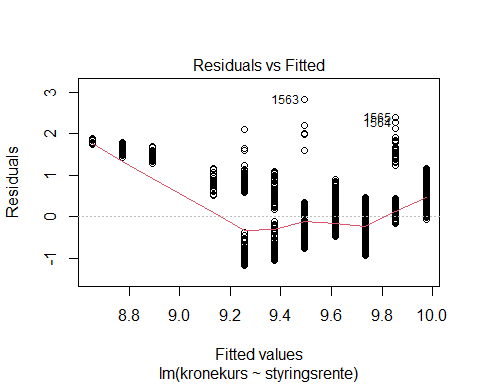 Residuals vs Fitted
Residuals
3
2
1
0
-1
1563
1565
1564
8.8 9.0 9.2 9.4 9.6 9.8 10.0
Fitted values
lm(kronekurs ~ styringsrente)